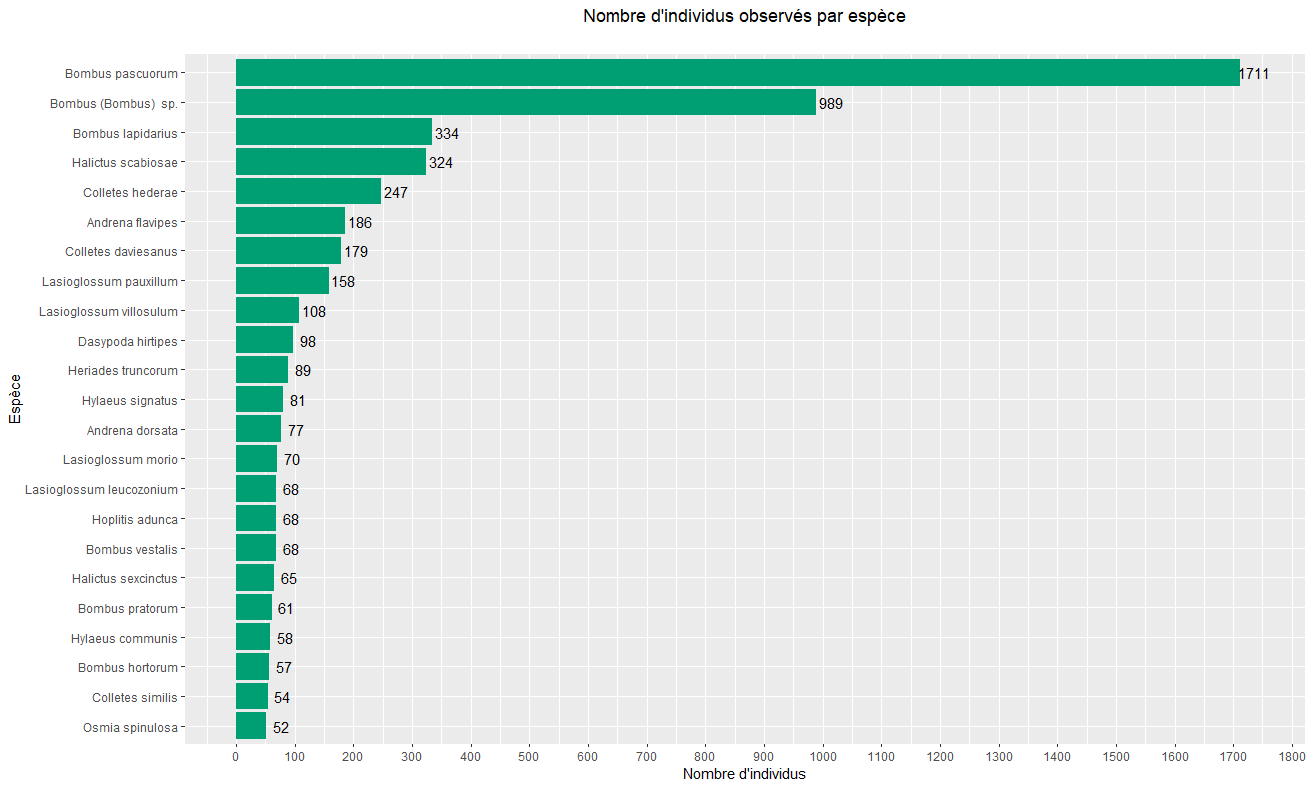 Nombre d'individus observés par espèce
Espèce
Bombus pascuorum 1711
Bombus (Bombus)  sp. 989
Bombus lapidarius 334
Halictus scabiosae 324
Colletes hederae 247
Andrena flavipes 186
Colletes daviesanus 179
Lasioglossum pauxillum 158
Lasioglossum villosulum 108
Dasypoda hirtipes 98
Heriades truncorum 89
Hylaeus signatus 81
Andrena dorsata 77
Lasioglossum morio 70
Lasioglossum leucozonium 68
Hoplitis adunca 68
Bombus vestalis 68
Halictus sexcinctus 65
Bombus pratorum 61
Hylaeus communis 58
Bombus hortorum 57
Colletes similis 54
Osmia spinulosa 52
0 100 200 300 400 500 600 700 800 900 1000 1100 1200 1300 1400 1500 1600 1700 1800
Nombre d'individus